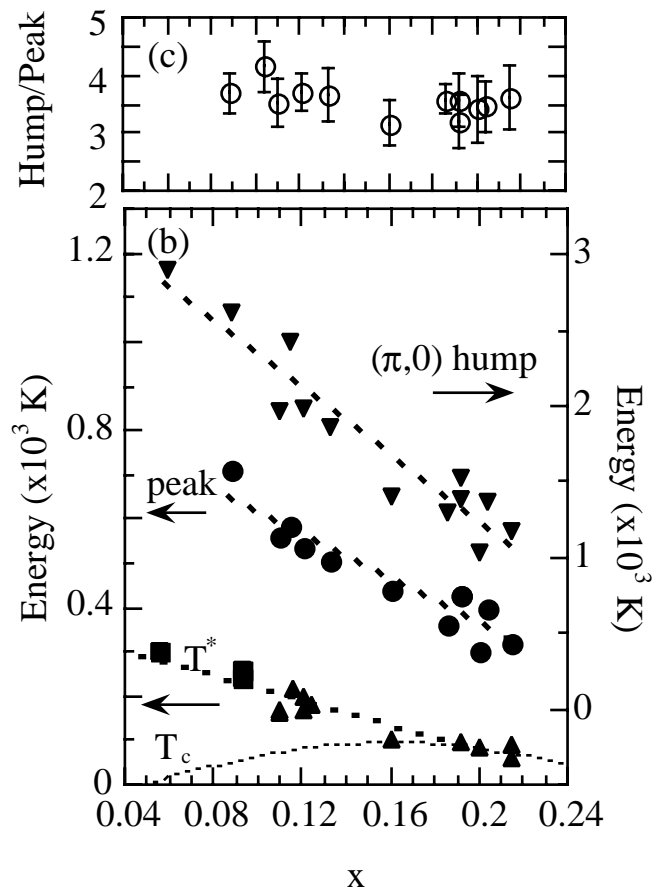 5
(c)
4
3
2
Hump/Peak
(b)
1.2
3
(π,0) hump
2
0.8
peak
1
0.4
T*
0
T_c
0
Energy (x10³ K)
Energy (x10³ K)
0.04 0.08 0.12 0.16 0.2 0.24
x